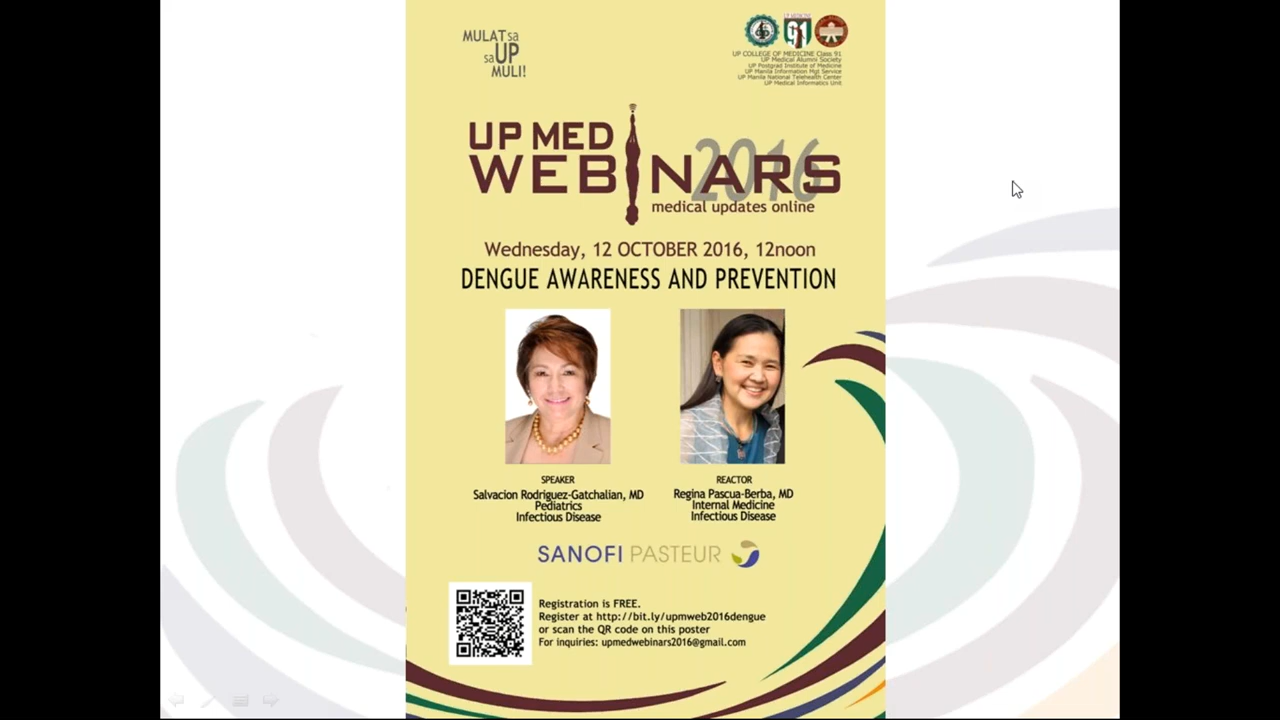 MULAT sa
sa UP
MULI!
UP MEDICINE
91
UP COLLEGE OF MEDICINE Class 91
UP Medical Alumni Society
UP Postgrad Institute of Medicine
UP Manila Information Mgt Service
UP Manila National Telehealth Center
UP Medical Informatics Unit
UP MED
WEBINARS
2016
medical updates online
Wednesday, 12 OCTOBER 2016, 12noon
DENGUE AWARENESS AND PREVENTION
SPEAKER
Salvacion Rodriguez-Gatchalian, MD
Pediatrics
Infectious Disease
REACTOR
Regina Pascua-Berba, MD
Internal Medicine
Infectious Disease
SANOFI PASTEUR
Registration is FREE.
Register at http://bit.ly/upmweb2016dengue
or scan the QR code on this poster
For inquiries: upmedwebinars2016@gmail.com